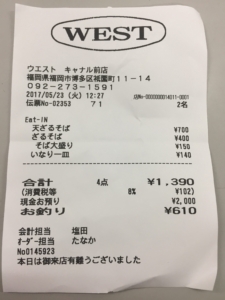 WEST
ウエスト キャナル前店
福岡県福岡市博多区祇園町11-14
092-273-1591
2017/05/23(火) 12:27
伝票No-02353 71 2名
Eat-IN
天ざるそば ¥700
ざるそば ¥400
そば大盛り ¥150
いなり一皿 ¥140
合計 4点 ¥1,390
(消費税等 8% ¥102)
現金お預り ¥2,000
お釣り ¥610
会計担当 塩田
オーダー担当 たなか
No0145923
本日は御来店有難うございました